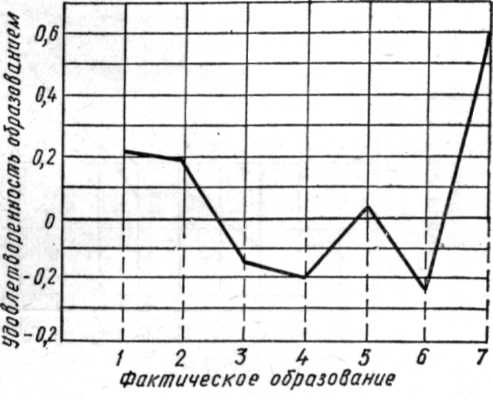 Удовлетворенность образованием
0,6
0,4
0,2
0
-0,2
-0,2
1 2 3 4 5 6 7
Фактическое образование